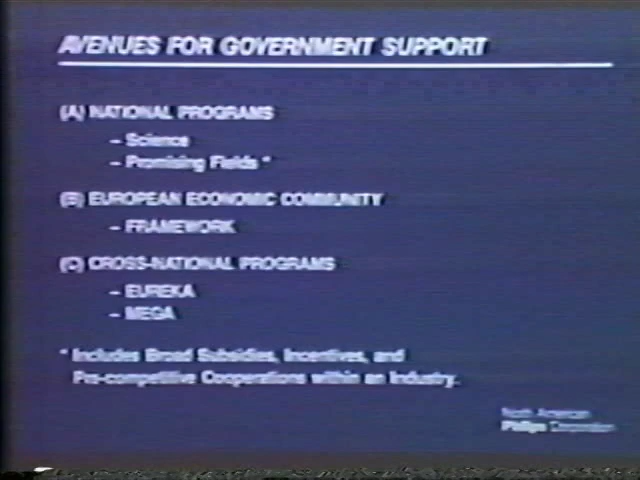 AVENUES FOR GOVERNMENT SUPPORT
(A) NATIONAL PROGRAMS
– Science
– Promising Fields *
(B) EUROPEAN ECONOMIC COMMUNITY
– FRAMEWORK
(C) CROSS-NATIONAL PROGRAMS
– EUREKA
– MEGA
* Includes Broad Subsidies, Incentives, and
Pre-competitive Cooperations within an Industry.
North American
Philips Corporation